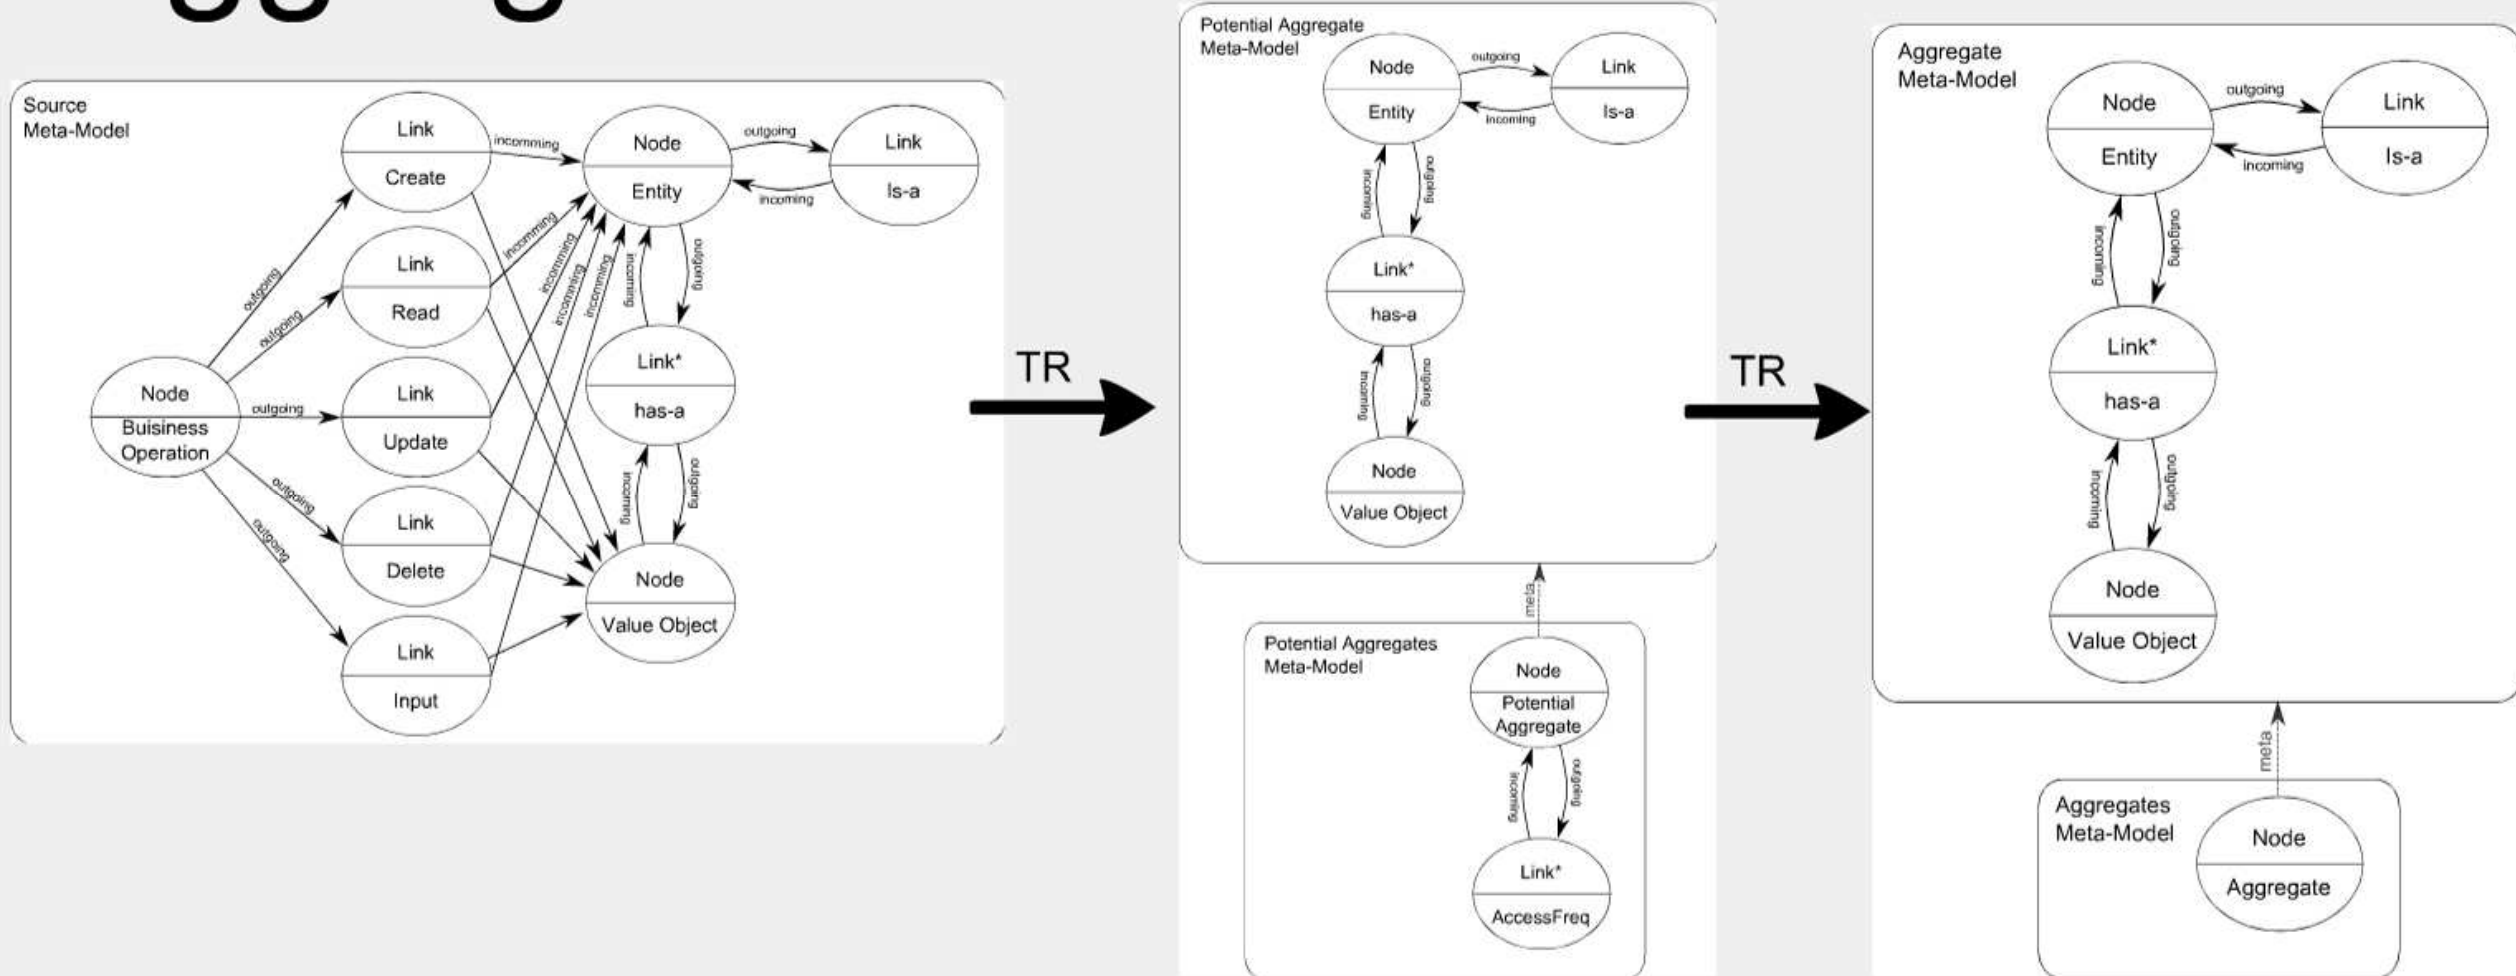 Source
Meta-Model
Link
Create
incomming
Node
Entity
outgoing
incoming
Link
Is-a
outgoing
Link
Read
incomming
outgoing
incomming
incomming
incomming
incoming
outgoing
Node
Buisiness
Operation
outgoing
Link
Update
Link*
has-a
outgoing
Link
Delete
incoming
outgoing
outgoing
Link
Input
Node
Value Object
TR
Potential Aggregate
Meta-Model
Node
Entity
outgoing
incoming
Link
Is-a
incoming
outgoing
Link*
has-a
incoming
outgoing
Node
Value Object
meta
Potential Aggregates
Meta-Model
Node
Potential
Aggregate
incoming
outgoing
Link*
AccessFreq
TR
Aggregate
Meta-Model
Node
Entity
outgoing
incoming
Link
Is-a
incoming
outgoing
Link*
has-a
incoming
outgoing
Node
Value Object
meta
Aggregates
Meta-Model
Node
Aggregate